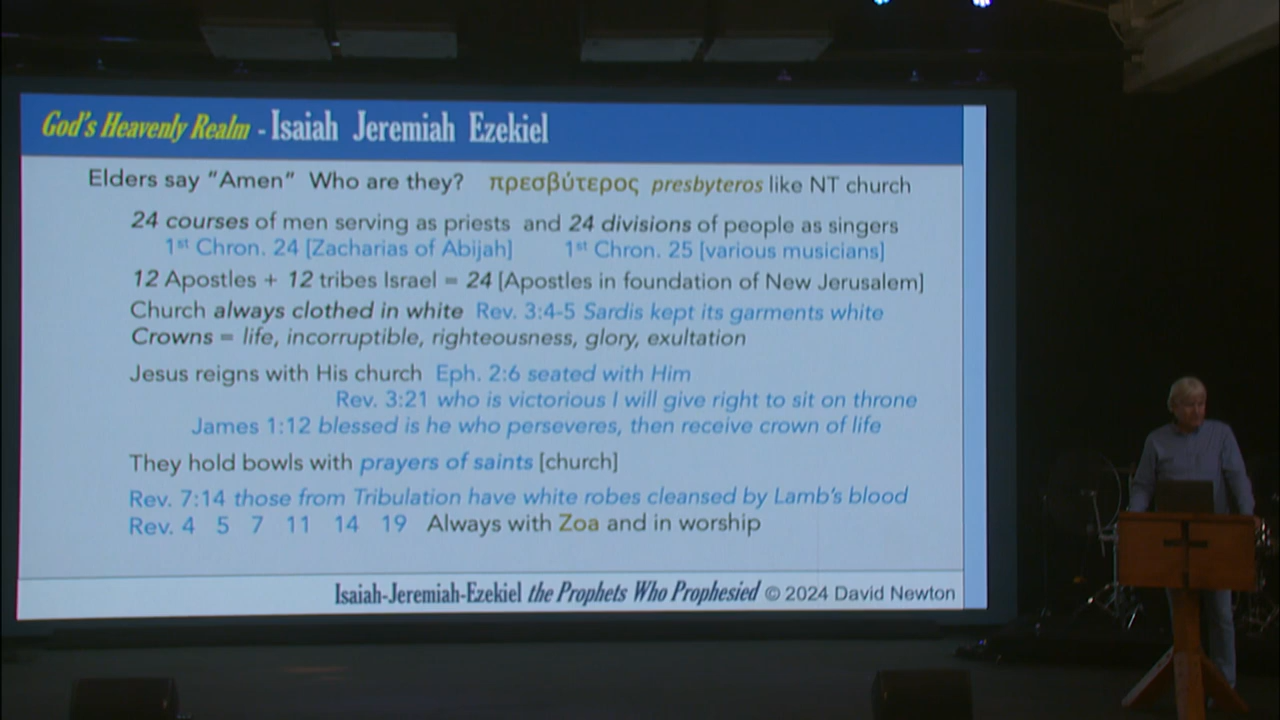 God's Heavenly Realm - Isaiah Jeremiah Ezekiel
Elders say "Amen" Who are they? πρεσβύτερος presbyteros like NT church
24 courses of men serving as priests and 24 divisions of people as singers
1st Chron. 24 [Zacharias of Abijah] 1st Chron. 25 [various musicians]
12 Apostles + 12 tribes Israel = 24 [Apostles in foundation of New Jerusalem]
Church always clothed in white Rev. 3:4-5 Sardis kept its garments white
Crowns = life, incorruptible, righteousness, glory, exultation
Jesus reigns with His church Eph. 2:6 seated with Him
Rev. 3:21 who is victorious I will give right to sit on throne
James 1:12 blessed is he who perseveres, then receive crown of life
They hold bowls with prayers of saints [church]
Rev. 7:14 those from Tribulation have white robes cleansed by Lamb's blood
Rev. 4 5 7 11 14 19 Always with Zoa and in worship
Isaiah-Jeremiah-Ezekiel the Prophets Who Prophesied © 2024 David Newton